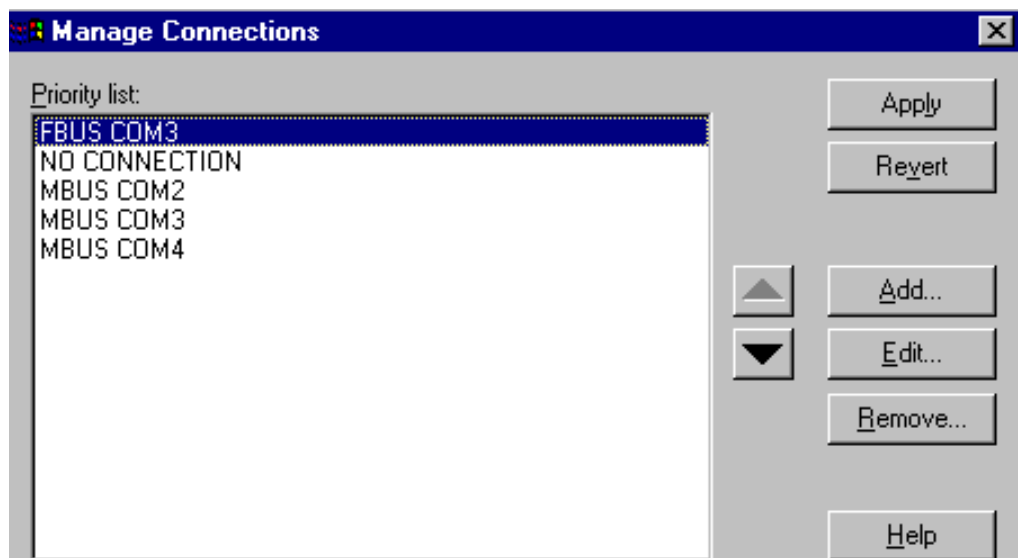 Manage Connections
Priority list:
FBUS COM3
NO CONNECTION
MBUS COM2
MBUS COM3
MBUS COM4
Apply
Revert
Add...
Edit...
Remove...
Help